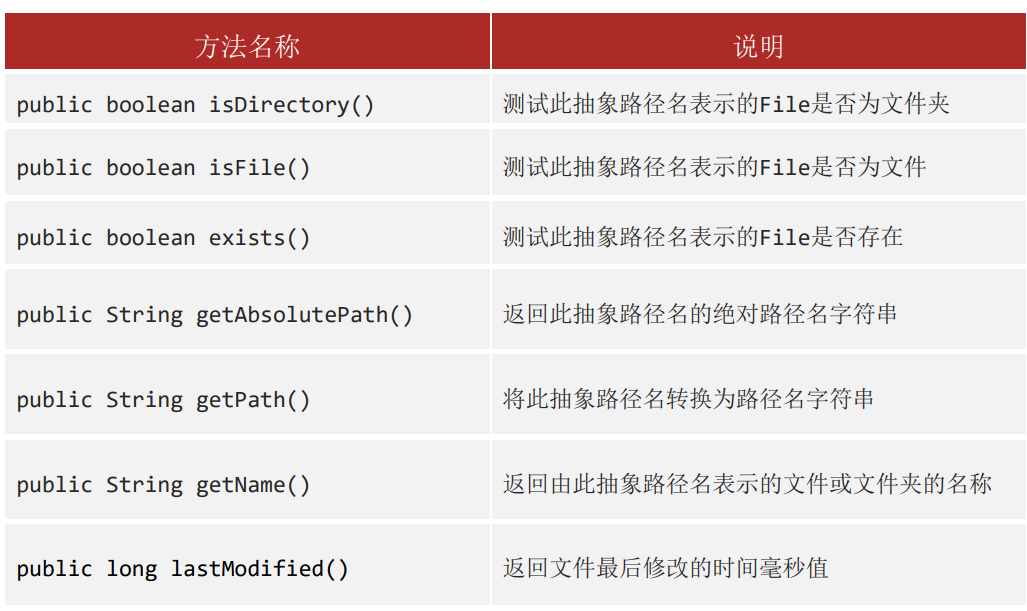 方法名称 说明
public boolean isDirectory() 测试此抽象路径名表示的File是否为文件夹
public boolean isFile() 测试此抽象路径名表示的File是否为文件
public boolean exists() 测试此抽象路径名表示的File是否存在
public String getAbsolutePath() 返回此抽象路径名的绝对路径名字符串
public String getPath() 将此抽象路径名转换为路径名字符串
public String getName() 返回由此抽象路径名表示的文件或文件夹的名称
public long lastModified() 返回文件最后修改的时间毫秒值